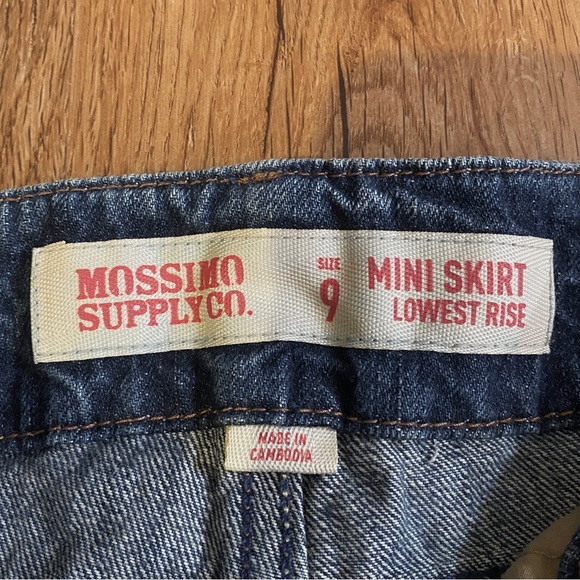 MOSSIMO
SUPPLY CO.
SIZE
9
MINI SKIRT
LOWEST RISE
MADE IN
CAMBODIA